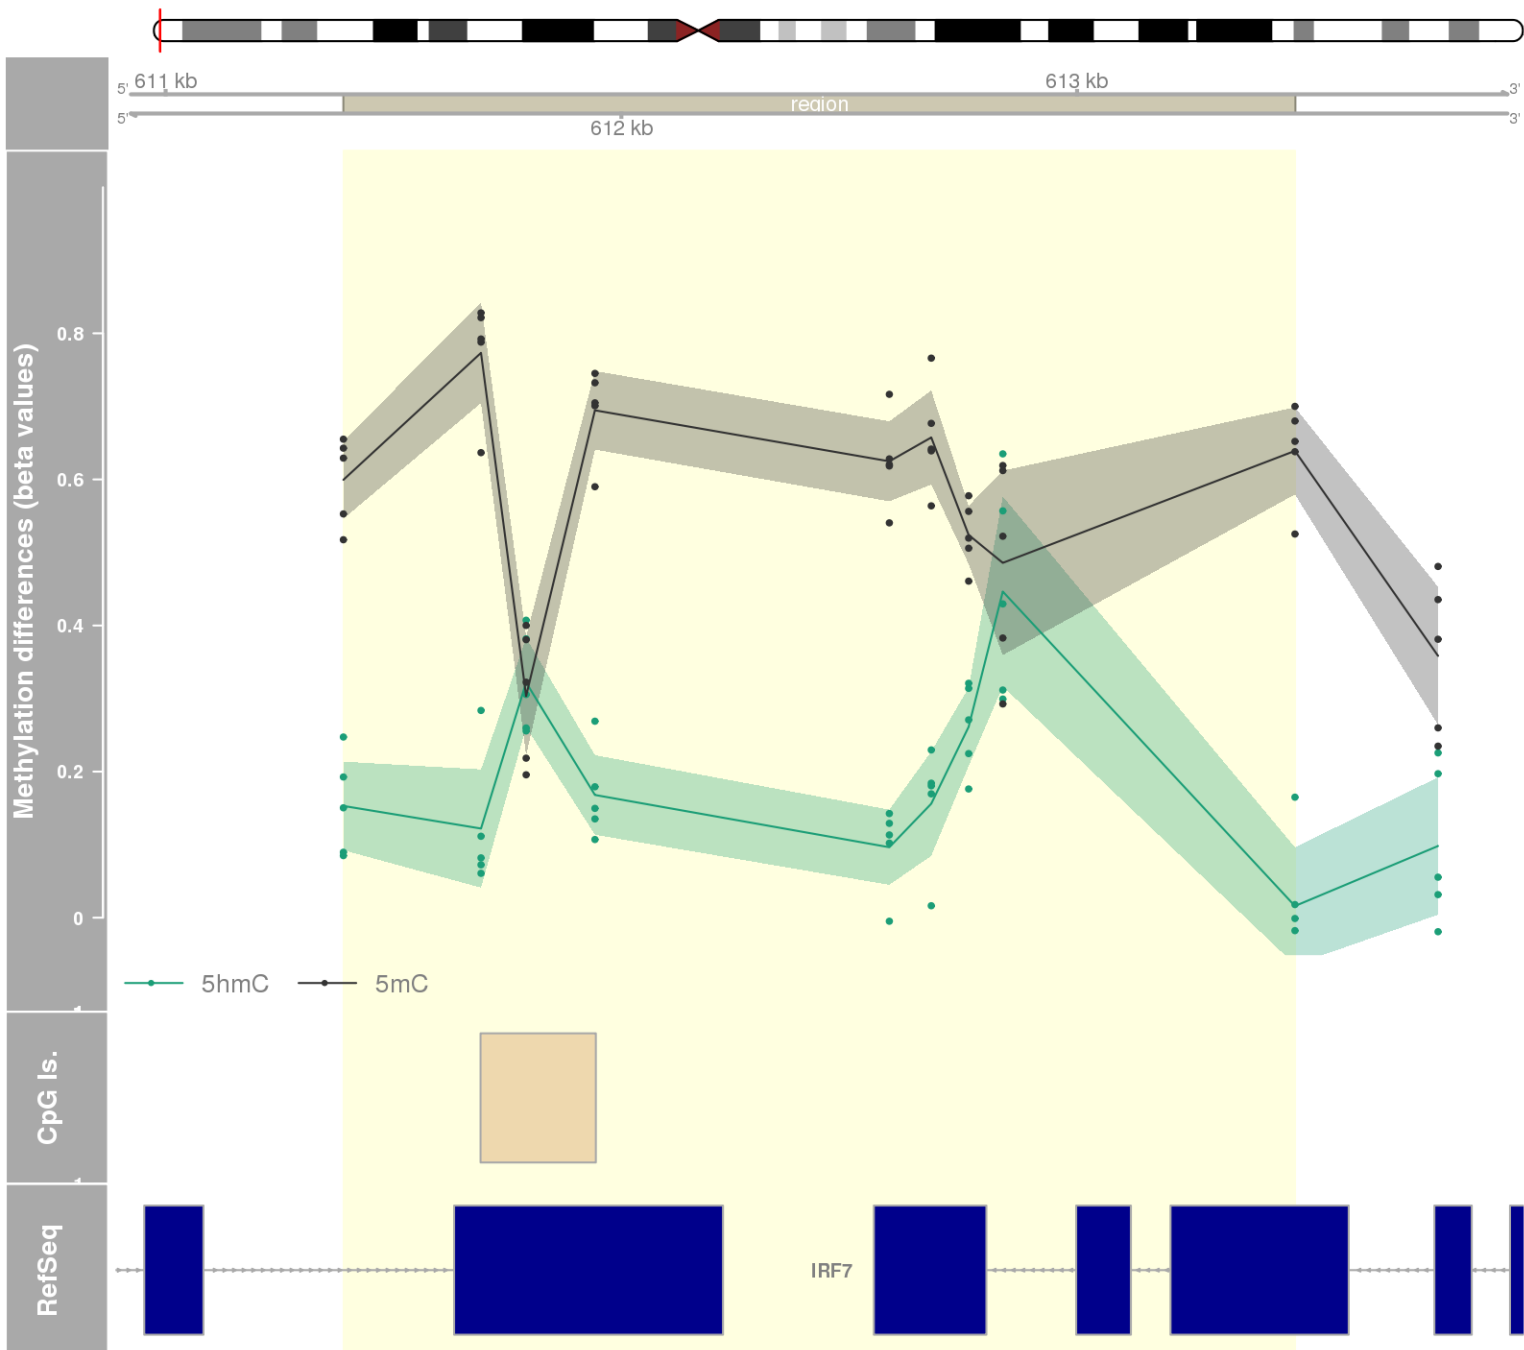 611 kb
613 kb
5'
3'
region
5'
3'
612 kb
Methylation differences (beta values)
0.8
0.6
0.4
0.2
0
5hmC
5mC
CpG Is.
RefSeq
IRF7